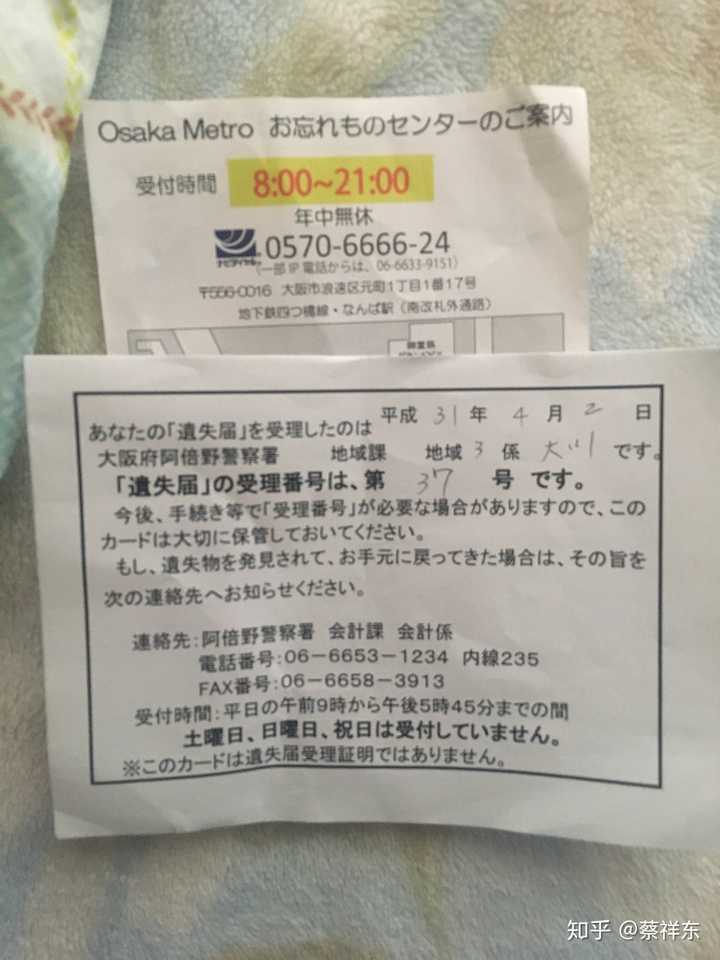 Osaka Metro お忘れものセンターのご案内
受付時間 8:00~21:00
年中無休
ナビダイヤル 0570-6666-24
(一部IP電話からは、06-6633-9151)
〒556-0016 大阪市浪速区元町1丁目1番17号
地下鉄四つ橋線・なんば駅(南改札外通路)
あなたの「遺失届」を受理したのは 平成 31 年 4 月 2 日
大阪府阿倍野警察署 地域課 地域 3 係 大川 です。
「遺失届」の受理番号は、第 37 号 です。
今後、手続き等で「受理番号」が必要な場合がありますので、この
カードは大切に保管しておいてください。
もし、遺失物を発見されて、お手元に戻ってきた場合は、その旨を
次の連絡先へお知らせください。
連絡先:阿倍野警察署 会計課 会計係
電話番号:06-6653-1234 内線235
FAX番号:06-6658-3913
受付時間:平日の午前9時から午後5時45分までの間
土曜日、日曜日、祝日は受付していません。
※このカードは遺失届受理証明ではありません。
知乎 @蔡祥东